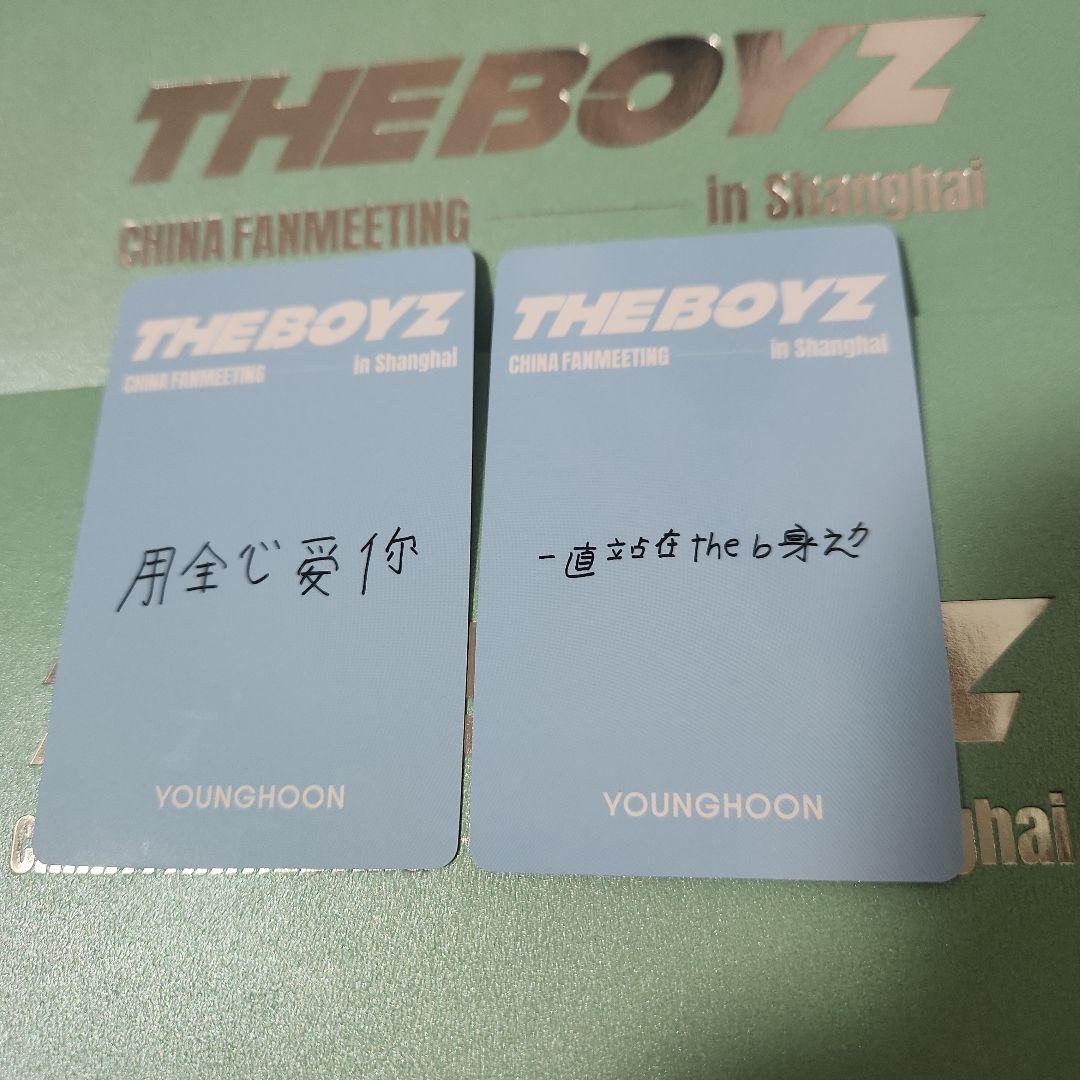 THEBOYZ
CHINA FANMEETING in Shanghai
THEBOYZ
CHINA FANMEETING in Shanghai
用全心爱你
YOUNGHOON
THEBOYZ
CHINA FANMEETING in Shanghai
一直站在the b身边
YOUNGHOON
Z
hai